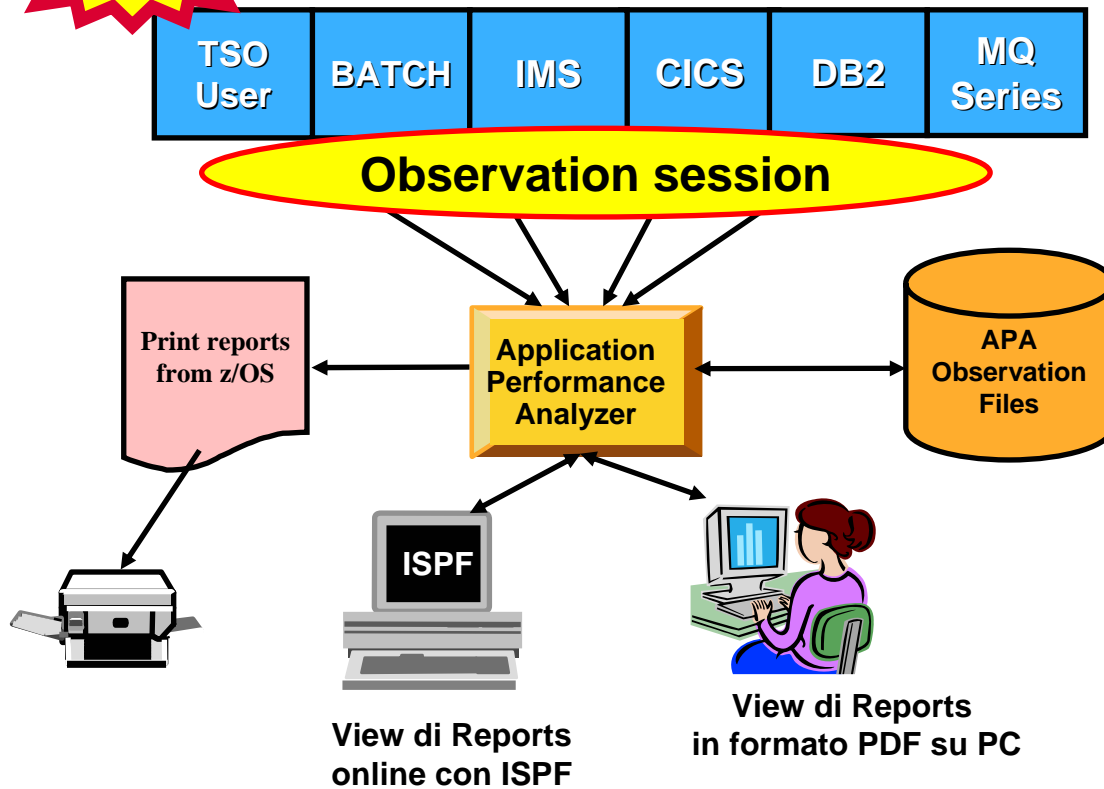 TSO
User
BATCH
IMS
CICS
DB2
MQ
Series
Observation session
Print reports
from z/OS
Application
Performance
Analyzer
APA
Observation
Files
ISPF
View di Reports
online con ISPF
View di Reports
in formato PDF su PC